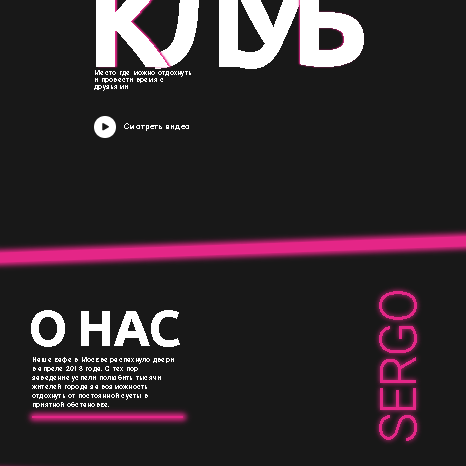 КЛУБ
Место где можно отдохнуть
и провести время с
друзьями
Смотреть видео
О НАС
Наше кафе в Москве распахнуло двери
в апреле 2018 года. С тех пор
заведение успели полюбить тысячи
жителей города за возможность
отдохнуть от постоянной суеты в
приятной обстановке.
SERGO